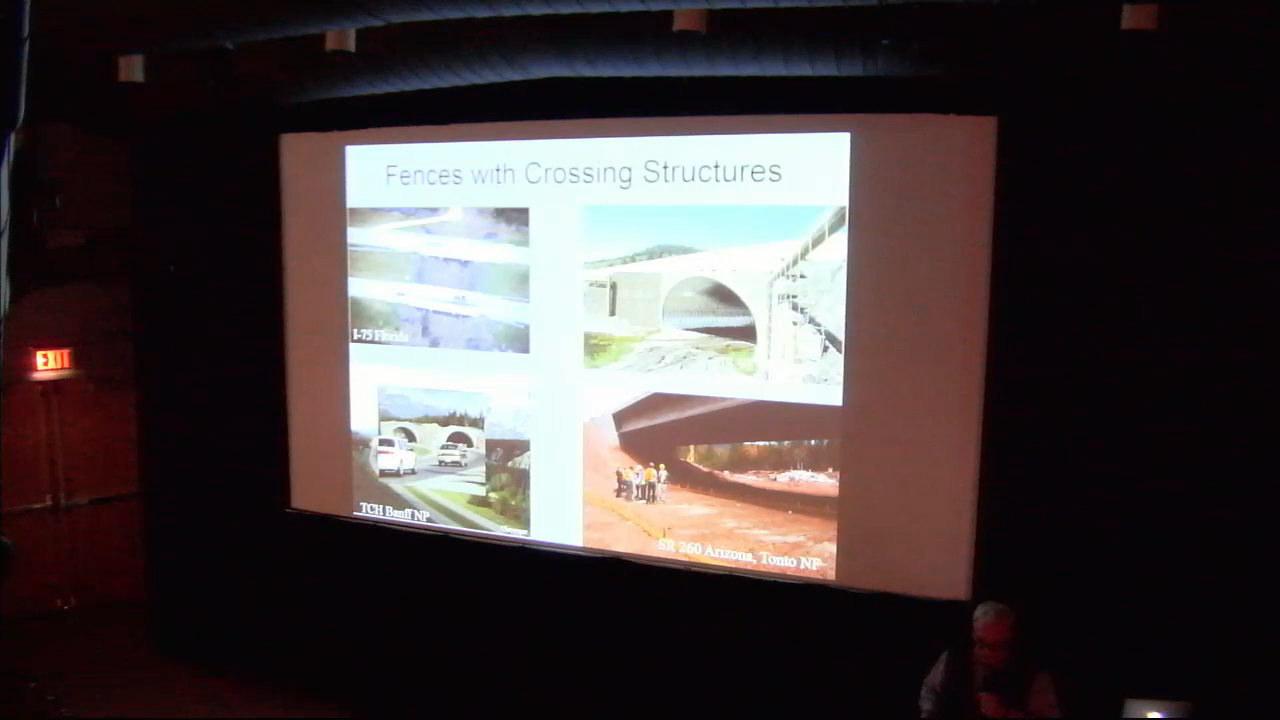 Fences with Crossing Structures
I-75 Florida
TCH Banff NP
SR 260 Arizona, Tonto NF
EXIT